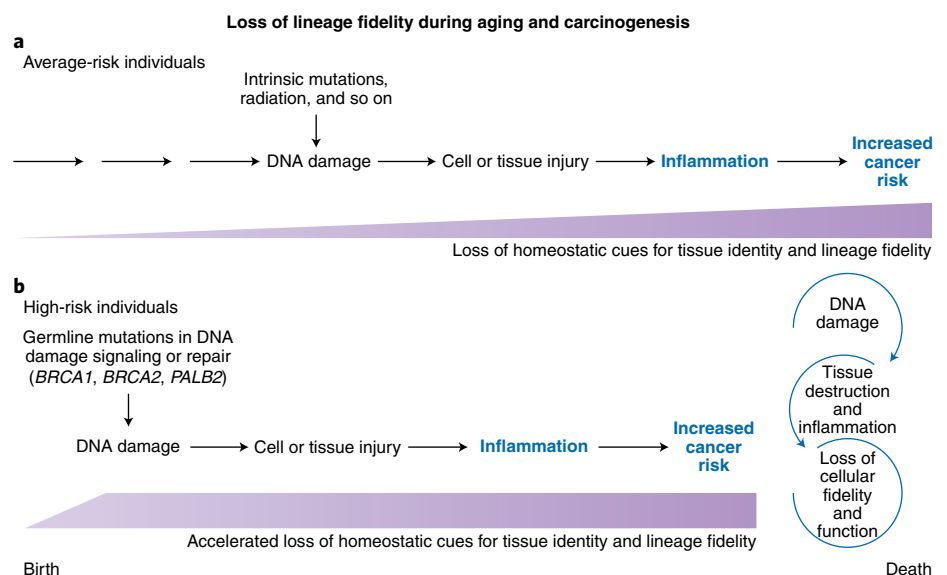 Loss of lineage fidelity during aging and carcinogenesis
a
Average-risk individuals
Intrinsic mutations,
radiation, and so on
DNA damage
Cell or tissue injury
Inflammation
Increased
cancer
risk
Loss of homeostatic cues for tissue identity and lineage fidelity
b
High-risk individuals
Germline mutations in DNA
damage signaling or repair
(BRCA1, BRCA2, PALB2)
DNA damage
Cell or tissue injury
Inflammation
Increased
cancer
risk
Accelerated loss of homeostatic cues for tissue identity and lineage fidelity
DNA
damage
Tissue
destruction
and
inflammation
Loss of
cellular
fidelity
and
function
Birth
Death